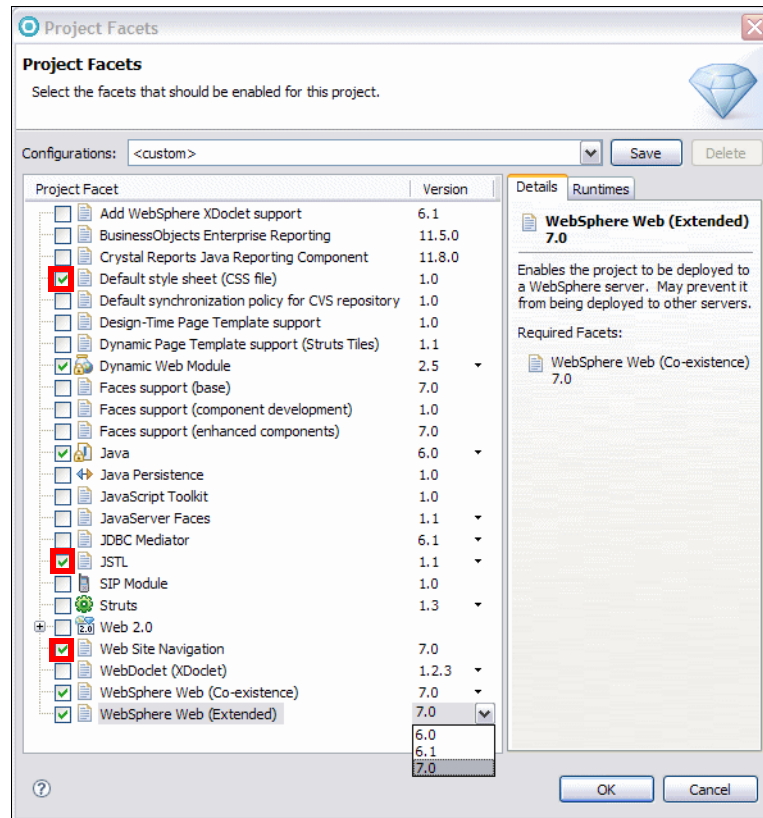 Project Facets
Project Facets
Select the facets that should be enabled for this project.
Configurations: <custom> Save Delete
Project Facet Version
Add WebSphere XDoclet support 6.1
BusinessObjects Enterprise Reporting 11.5.0
Crystal Reports Java Reporting Component 11.8.0
Default style sheet (CSS file) 1.0
Default synchronization policy for CVS repository 1.0
Design-Time Page Template support 1.0
Dynamic Page Template support (Struts Tiles) 1.1
Dynamic Web Module 2.5
Faces support (base) 7.0
Faces support (component development) 1.0
Faces support (enhanced components) 7.0
Java 6.0
Java Persistence 1.0
JavaScript Toolkit 1.0
JavaServer Faces 1.1
JDBC Mediator 6.1
JSTL 1.1
SIP Module 1.0
Struts 1.3
2.0 Web 2.0
Web Site Navigation 7.0
WebDoclet (XDoclet) 1.2.3
WebSphere Web (Co-existence) 7.0
WebSphere Web (Extended) 7.0
6.0
6.1
7.0
Details Runtimes
WebSphere Web (Extended)
7.0
Enables the project to be deployed to
a WebSphere server. May prevent it
from being deployed to other servers.
Required Facets:
WebSphere Web (Co-existence)
7.0
? OK Cancel